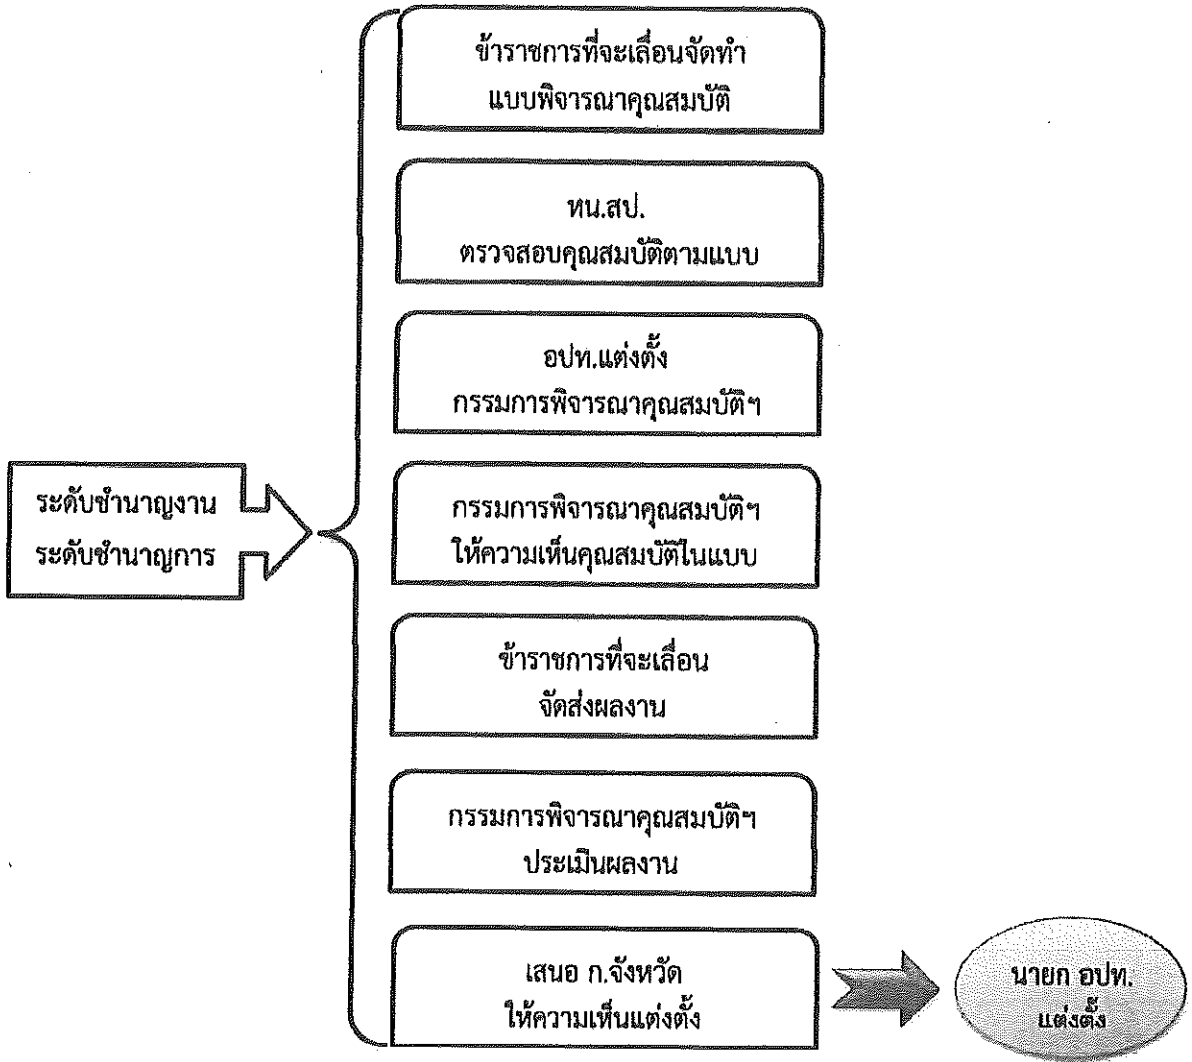 ข้าราชการที่จะเลื่อนจัดทำ
แบบพิจารณาคุณสมบัติ
หน.สป.
ตรวจสอบคุณสมบัติตามแบบ
อปท.แต่งตั้ง
กรรมการพิจารณาคุณสมบัติฯ
ระดับชำนาญงาน
ระดับชำนาญการ
กรรมการพิจารณาคุณสมบัติฯ
ให้ความเห็นคุณสมบัติในแบบ
ข้าราชการที่จะเลื่อน
จัดส่งผลงาน
กรรมการพิจารณาคุณสมบัติฯ
ประเมินผลงาน
เสนอ ก.จังหวัด
ให้ความเห็นแต่งตั้ง
นายก อปท.
แต่งตั้ง